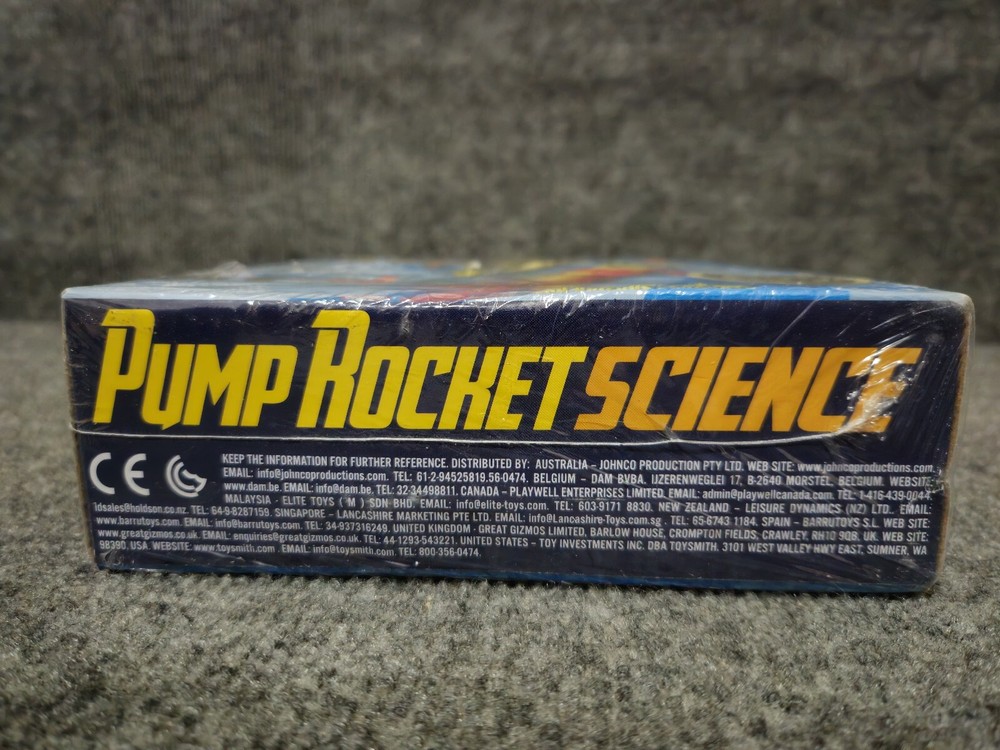 PUMP ROCKET SCIENCE
CE
KEEP THE INFORMATION FOR FURTHER REFERENCE. DISTRIBUTED BY: AUSTRALIA – JOHNCO PRODUCTION PTY LTD. WEB SITE: www.johncoproductions.com.
EMAIL: info@johncoproductions.com. TEL: 61-2-94525819.56-0474. BELGIUM – DAM BVBA. IJZERENWEGLEI 17, B-2640 MORSTEL BELGIUM. WEBSITE:
www.dam.be. EMAIL: info@dam.be. TEL: 32-34498811. CANADA – PLAYWELL ENTERPRISES LIMITED. EMAIL: admin@playwellcanada.com. TEL: 1-416-439-0044.
MALAYSIA - ELITE TOYS ( M ) SDN BHD. EMAIL: info@elite-toys.com. TEL: 603-9171 8830. NEW ZEALAND – LEISURE DYNAMICS (NZ) LTD. EMAIL:
ldsales@holdson.co.nz. TEL: 64-9-8287159. SINGAPORE – LANCASHIRE MARKETING PTE LTD. EMAIL: info@Lancashire-Toys.com.sg . TEL: 65-6743 1184. SPAIN – BARRUTOYS S.L. WEB SITE:
www.barrutoys.com. EMAIL: info@barrutoys.com. TEL: 34-937316249. UNITED KINGDOM - GREAT GIZMOS LIMITED, BARLOW HOUSE, CROMPTON FIELDS, CRAWLEY, RH10 9QB. UK. WEB SITE:
www.greatgizmos.co.uk. EMAIL: enquiries@greatgizmos.co.uk. TEL: 44-1293-543221. UNITED STATES – TOY INVESTMENTS INC. DBA TOYSMITH. 3101 WEST VALLEY HWY EAST, SUMNER, WA
98390, USA. WEBSITE: www.toysmith.com . EMAIL: info@toysmith.com. TEL: 800-356-0474.